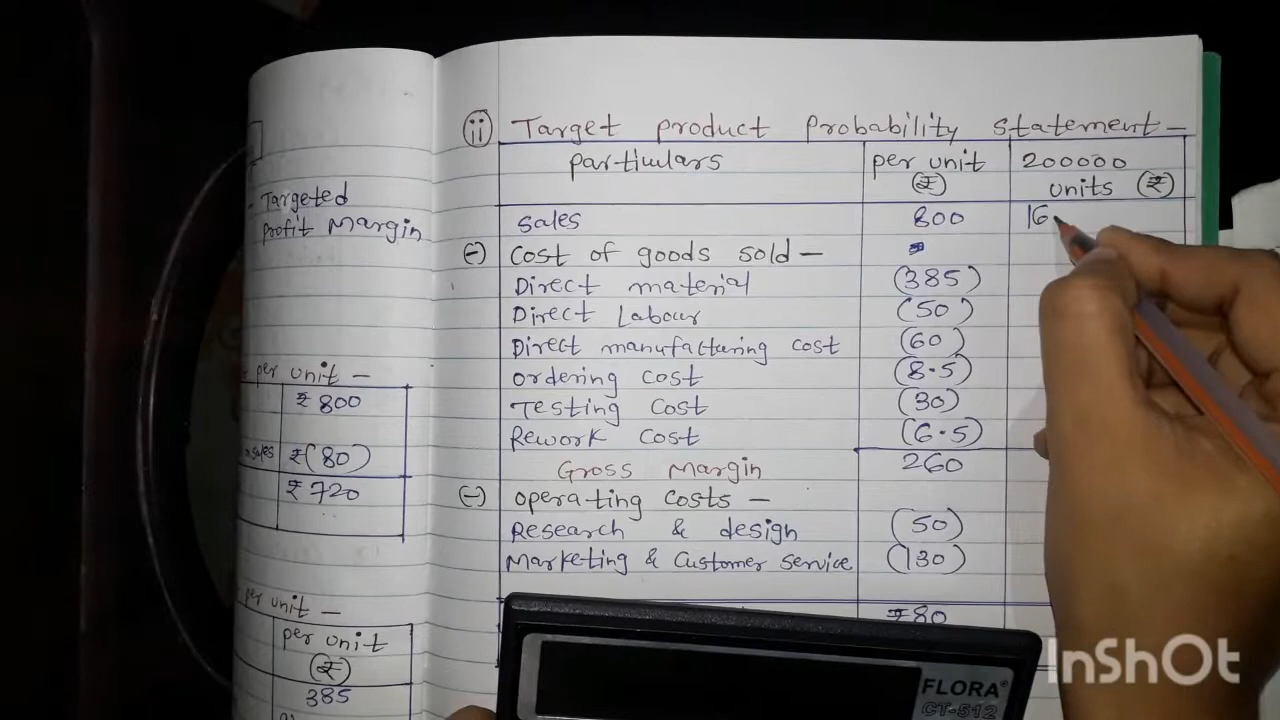 Targeted
profit Margin
per unit —
₹ 800
sales ₹(80)
₹ 720
per unit —
per unit
(₹)
385
(ii) Target product probability statement —
particulars per unit (₹) 200000 units (₹)
Sales 800 16
(-) Cost of goods sold —
Direct material (385)
Direct Labour (50)
Direct manufacturing cost (60)
Ordering cost (8.5)
Testing cost (30)
Rework cost (6.5)
Gross Margin 260
(-) Operating costs —
Research & design (50)
Marketing & Customer service (130)
₹80
FLORA
CT-512
InShOt